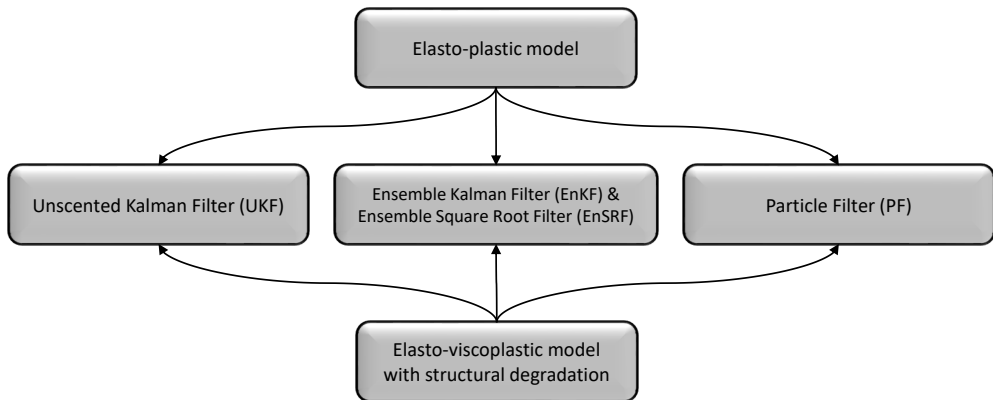 Elasto-plastic model
Unscented Kalman Filter (UKF)
Ensemble Kalman Filter (EnKF) &
Ensemble Square Root Filter (EnSRF)
Particle Filter (PF)
Elasto-viscoplastic model
with structural degradation